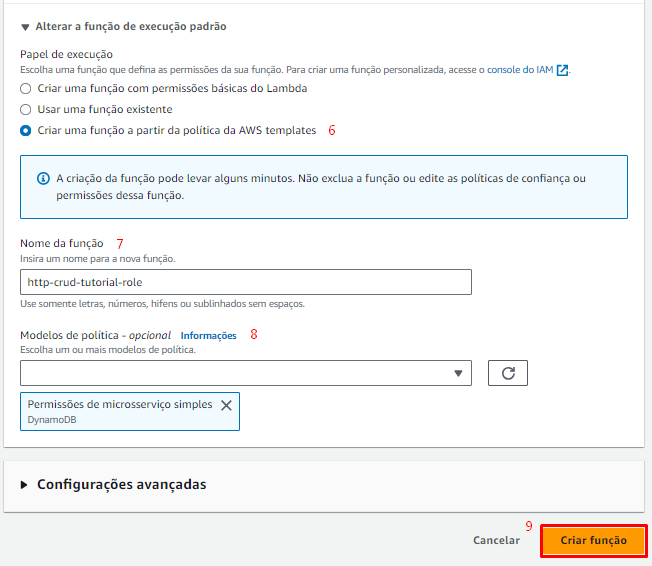 Alterar a função de execução padrão
Papel de execução
Escolha uma função que defina as permissões da sua função. Para criar uma função personalizada, acesse o console do IAM.
Criar uma função com permissões básicas do Lambda
Usar uma função existente
Criar uma função a partir da política da AWS templates 6
A criação da função pode levar alguns minutos. Não exclua a função ou edite as políticas de confiança ou
permissões dessa função.
Nome da função 7
Insira um nome para a nova função.
http-crud-tutorial-role
Use somente letras, números, hifens ou sublinhados sem espaços.
Modelos de política - opcional Informações 8
Escolha um ou mais modelos de política.
Permissões de microsserviço simples
DynamoDB
Configurações avançadas
Cancelar 9 Criar função